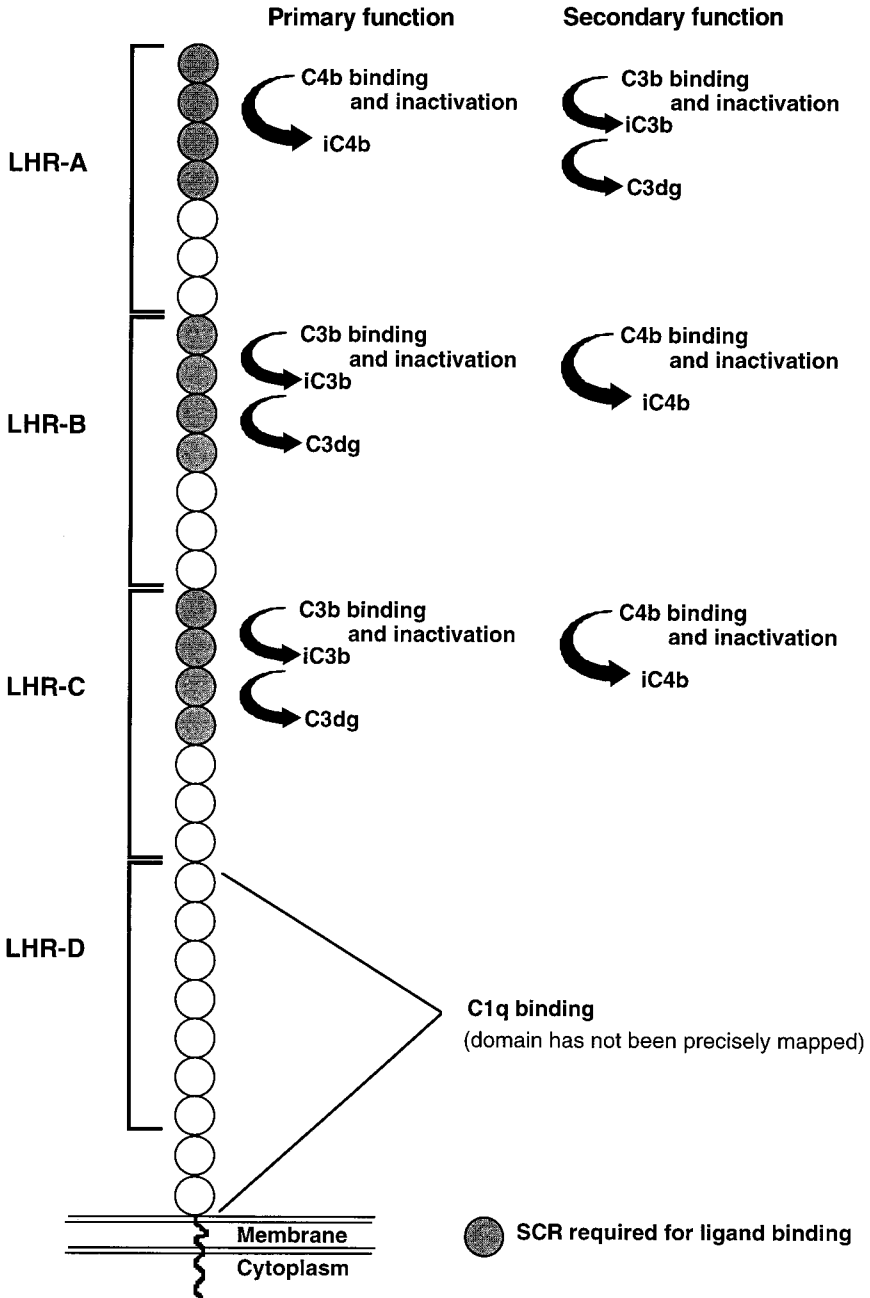 Primary function
Secondary function
LHR-A
C4b binding
and inactivation
iC4b
C3b binding
and inactivation
iC3b
C3dg
LHR-B
C3b binding
and inactivation
iC3b
C3dg
C4b binding
and inactivation
iC4b
LHR-C
C3b binding
and inactivation
iC3b
C3dg
C4b binding
and inactivation
iC4b
LHR-D
C1q binding
(domain has not been precisely mapped)
Membrane
Cytoplasm
SCR required for ligand binding